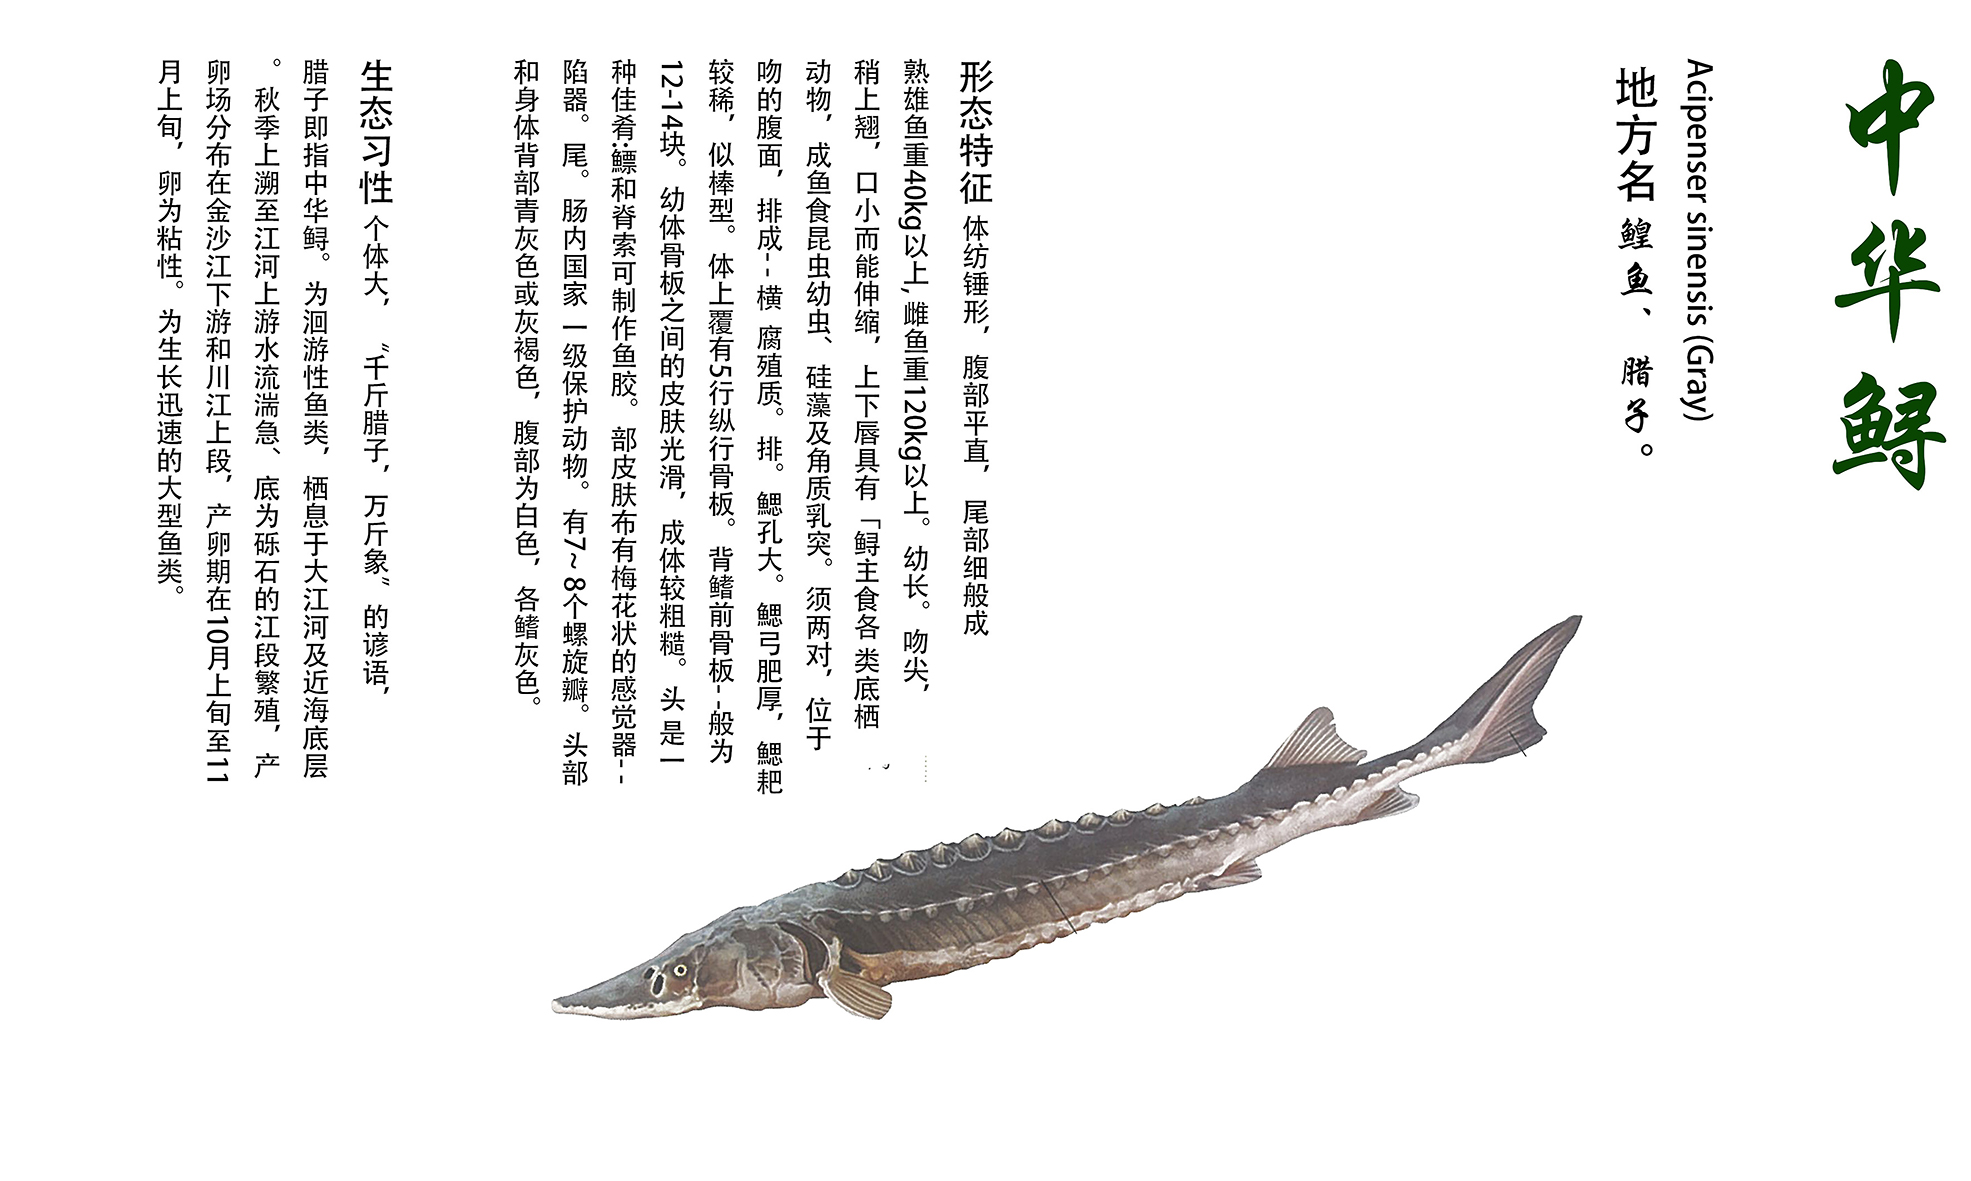 中华鲟
Acipenser sinensis (Gray)
地方名 鳇鱼、腊子。
形态特征 体纺锤形，腹部平直，尾部细般成
熟雄鱼重40kg以上,雌鱼重120kg以上。幼长。吻尖，
稍上翘，口小而能伸缩，上下唇具有「鲟主食各类底栖
动物，成鱼食昆虫幼虫、硅藻及角质乳突。须两对，位于
吻的腹面，排成--横 腐殖质。排。鳃孔大。鳃弓肥厚，鳃耙
较稀，似棒型。体上覆有5行纵行骨板。背鳍前骨板--般为
12-14块。幼体骨板之间的皮肤光滑，成体较粗糙。头 是一
种佳肴:鳔和脊索可制作鱼胶。部皮肤布有梅花状的感觉器--
陷器。尾。肠内国家 一级保护动物。有7~8个螺旋瓣。头部
和身体背部青灰色或灰褐色，腹部为白色，各鳍灰色。
生态习性 个体大，“千斤腊子，万斤象”的谚语，
腊子即指中华鲟。为洄游性鱼类，栖息于大江河及近海底层
。秋季上溯至江河上游水流湍急、底为砾石的江段繁殖，产
卵场分布在金沙江下游和川江上段，产卵期在10月上旬至11
月上旬，卵为粘性。为生长迅速的大型鱼类。